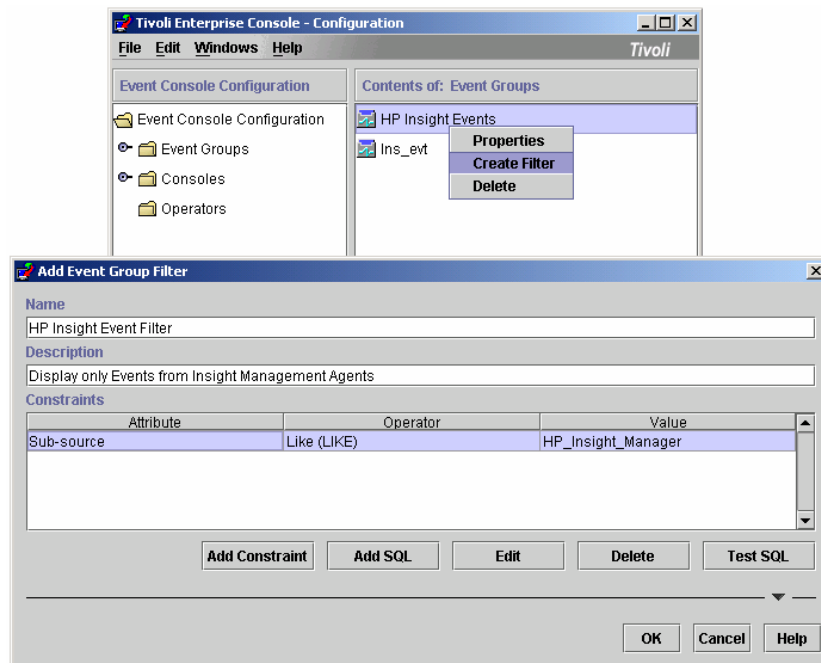 Tivoli Enterprise Console - Configuration
File Edit Windows Help Tivoli
Event Console Configuration
Contents of: Event Groups
Event Console Configuration
Event Groups
Consoles
Operators
HP Insight Events
Ins_evt
Properties
Create Filter
Delete
Add Event Group Filter
Name
HP Insight Event Filter
Description
Display only Events from Insight Management Agents
Constraints
Attribute Operator Value
Sub-source Like (LIKE) HP_Insight_Manager
Add Constraint Add SQL Edit Delete Test SQL
OK Cancel Help